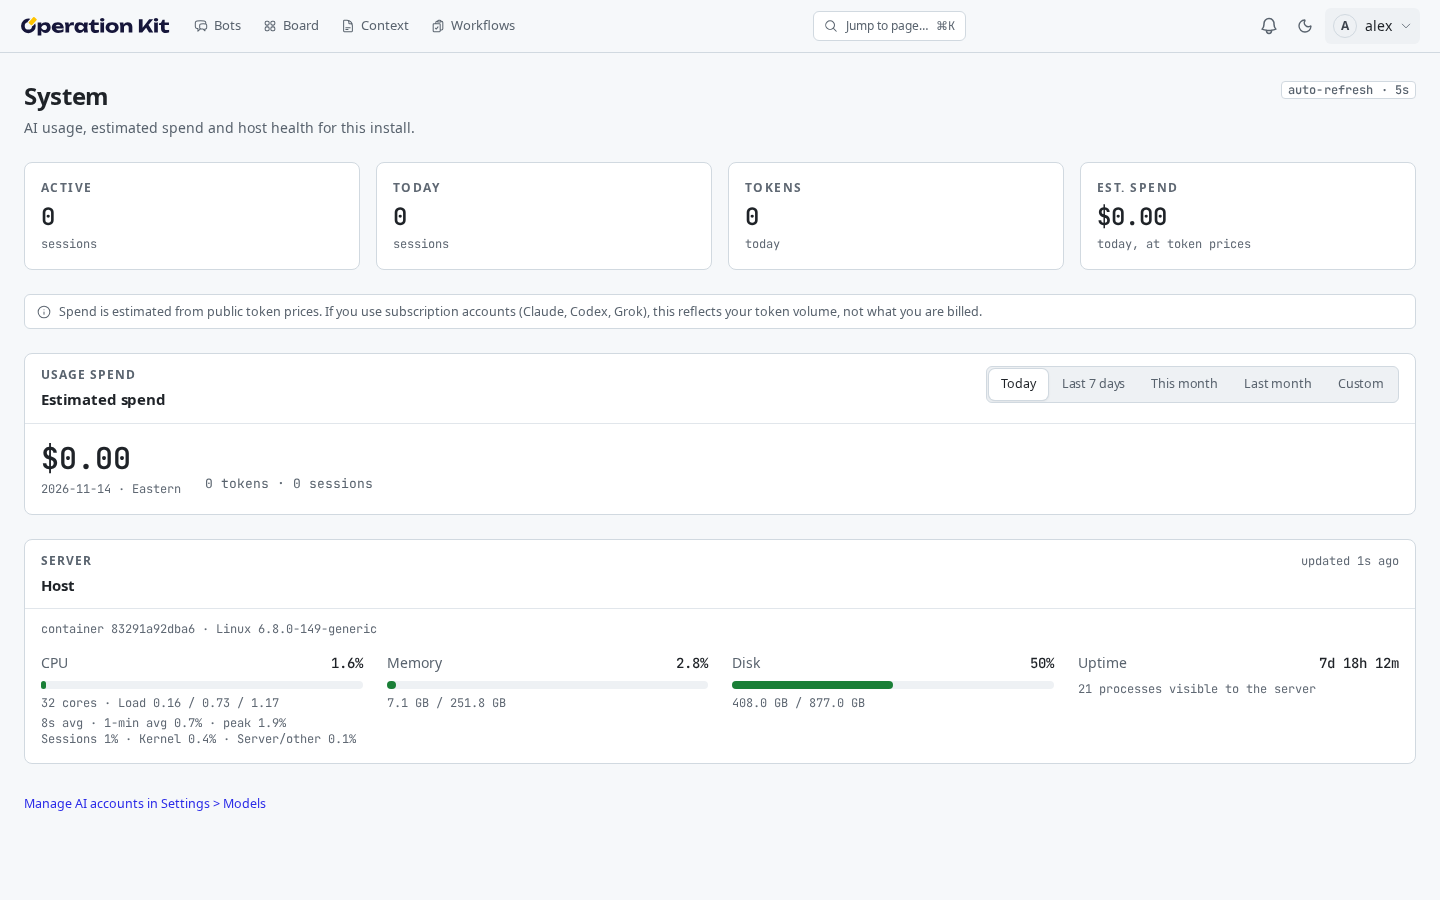 Operation Kit
Bots
Board
Context
Workflows
Jump to page... ⌘K
A
alex
System
auto-refresh · 5s
AI usage, estimated spend and host health for this install.
ACTIVE
0
sessions
TODAY
0
sessions
TOKENS
0
today
EST. SPEND
$0.00
today, at token prices
Spend is estimated from public token prices. If you use subscription accounts (Claude, Codex, Grok), this reflects your token volume, not what you are billed.
USAGE SPEND
Estimated spend
Today
Last 7 days
This month
Last month
Custom
$0.00
2026-11-14 · Eastern
0 tokens · 0 sessions
SERVER
Host
updated 1s ago
container 83291a92dba6 · Linux 6.8.0-149-generic
CPU 1.6%
32 cores · Load 0.16 / 0.73 / 1.17
8s avg · 1-min avg 0.7% · peak 1.9%
Sessions 1% · Kernel 0.4% · Server/other 0.1%
Memory 2.8%
7.1 GB / 251.8 GB
Disk 50%
408.0 GB / 877.0 GB
Uptime 7d 18h 12m
21 processes visible to the server
Manage AI accounts in Settings > Models